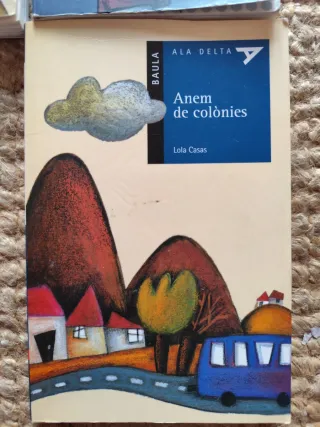 BAULA
ALA DELTA
Anem
de colònies
Lola Casas